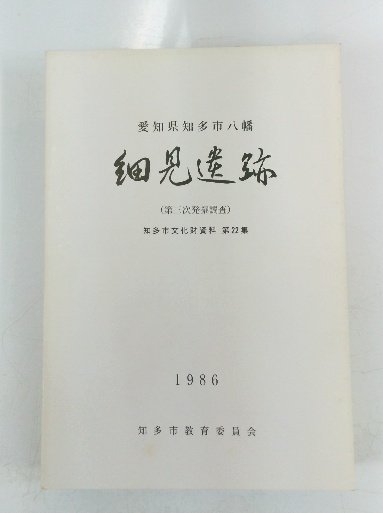 愛知県知多市八幡
細見遺跡
(第三次発掘調査)
知多市文化財資料 第22集
1986
知多市教育委員会